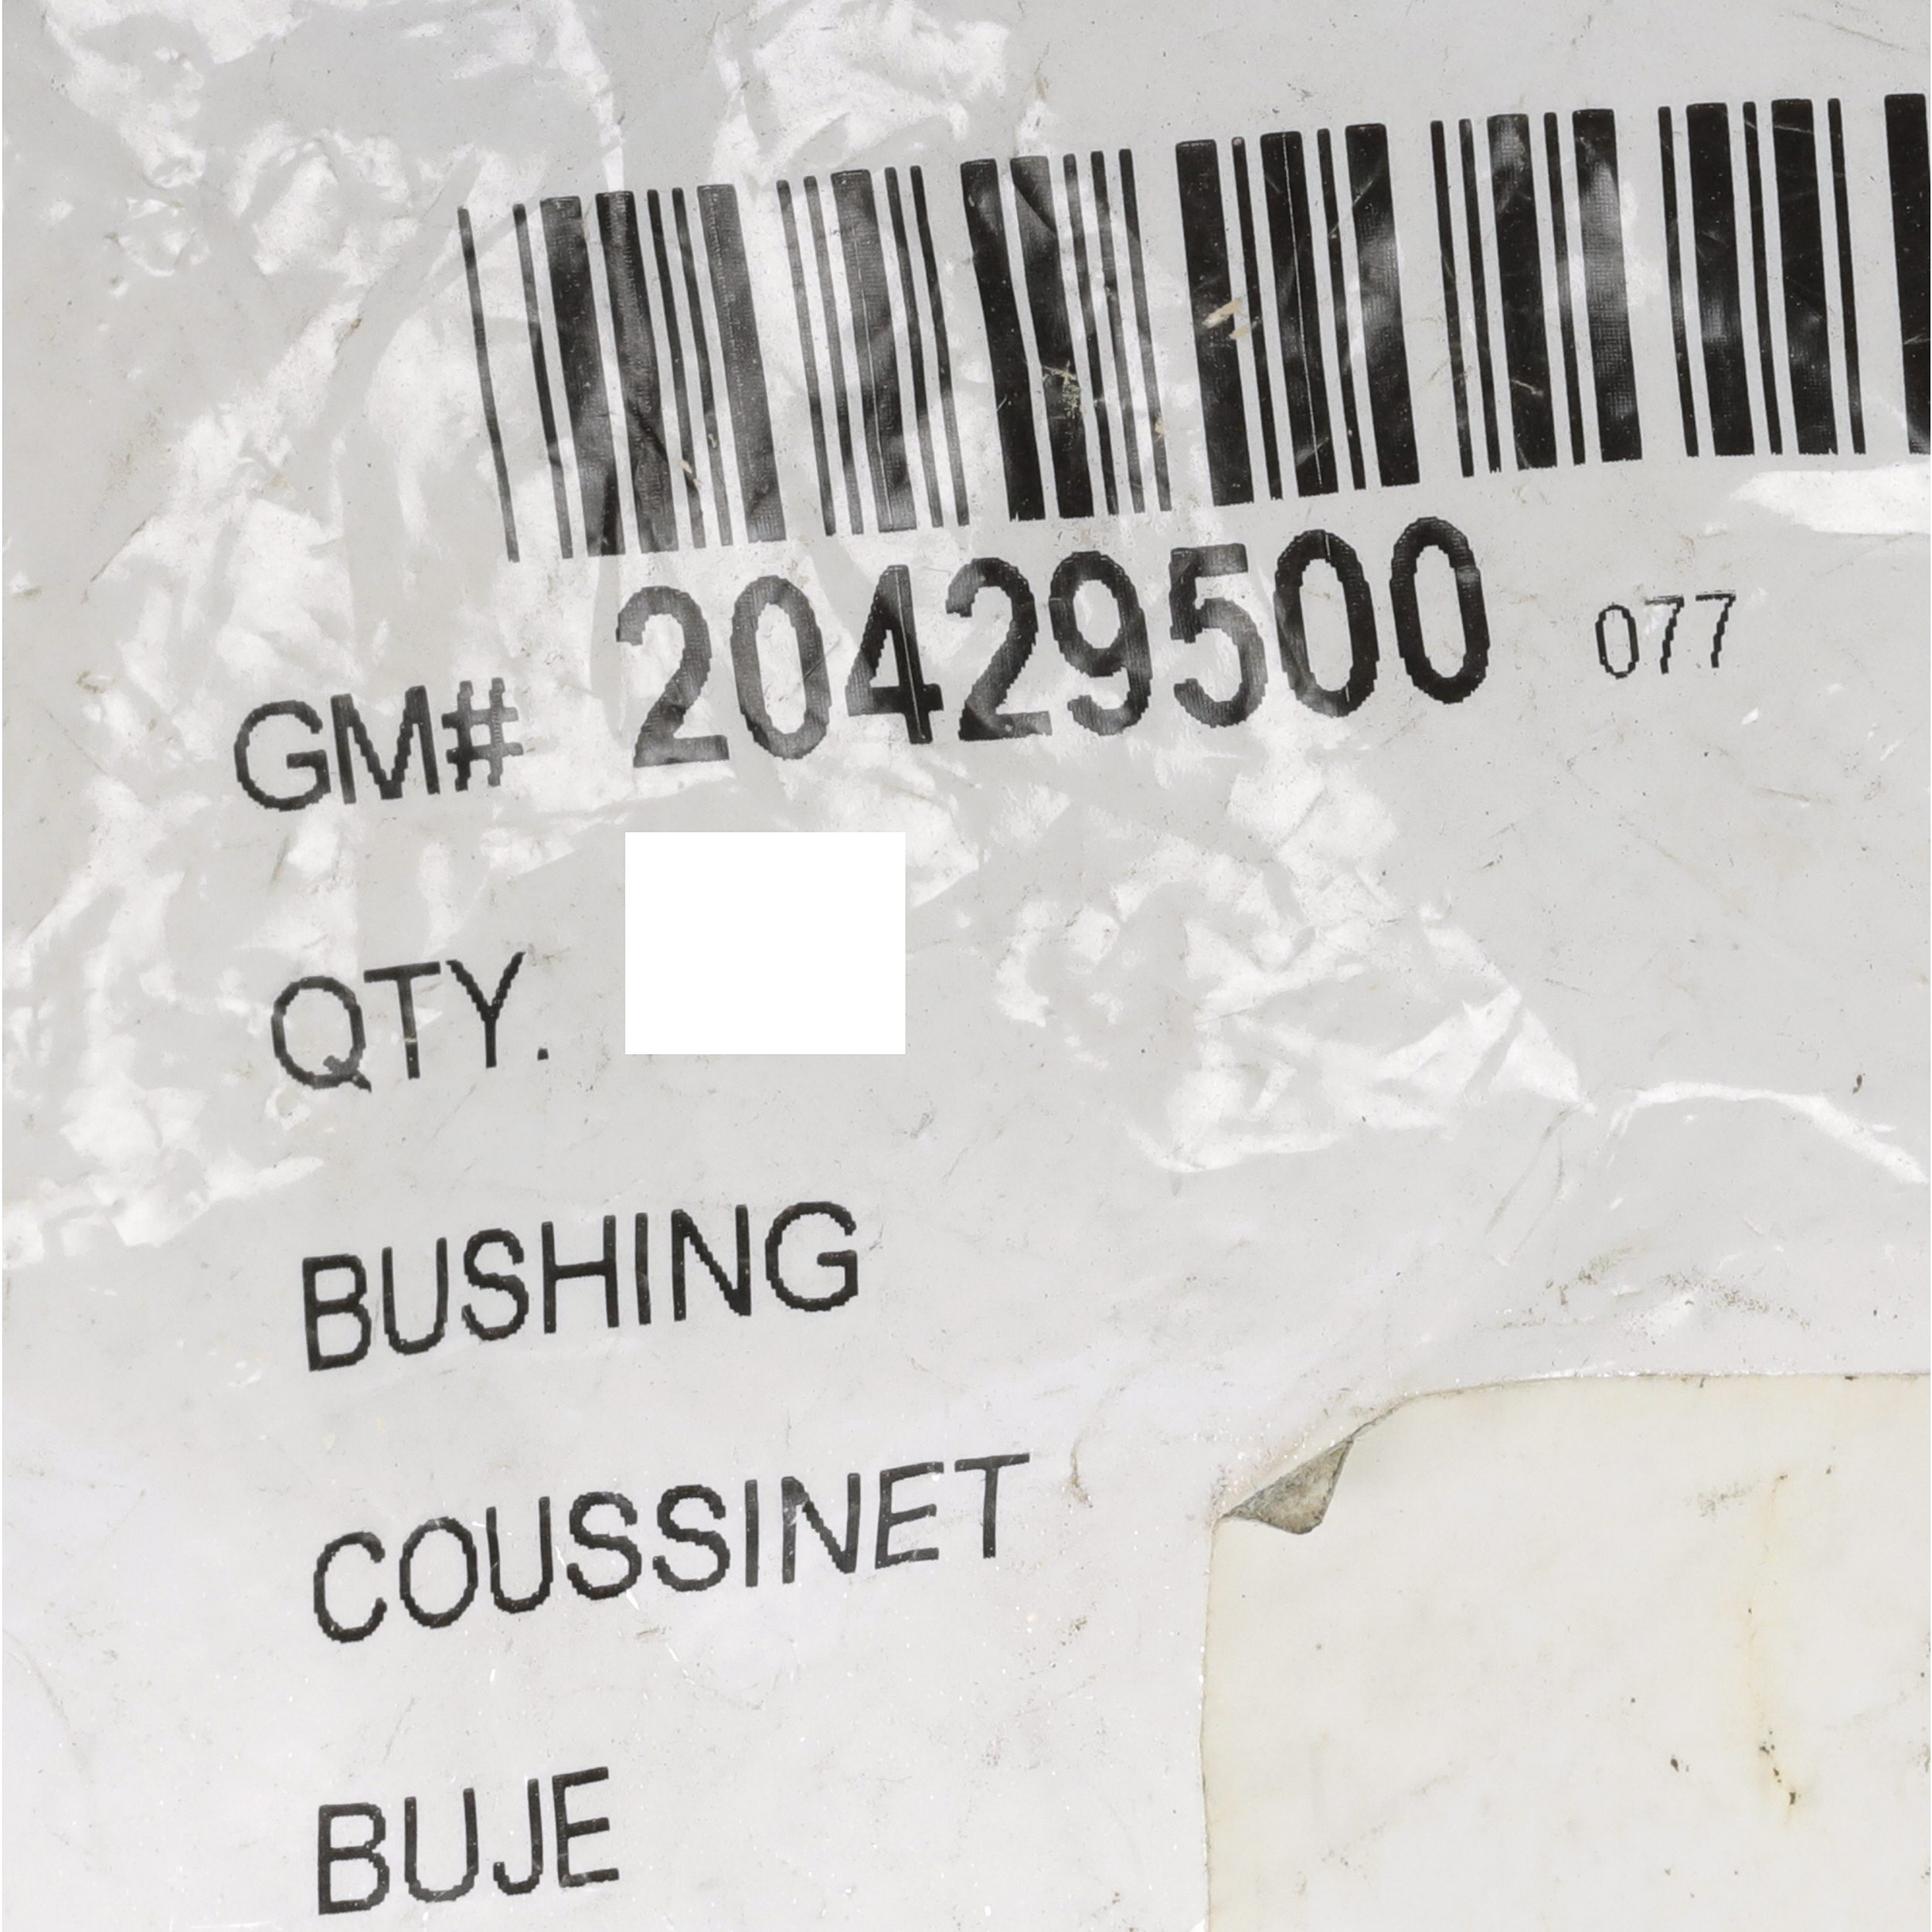 GM# 20429500 077
QTY.
BUSHING
COUSSINET
BUJE